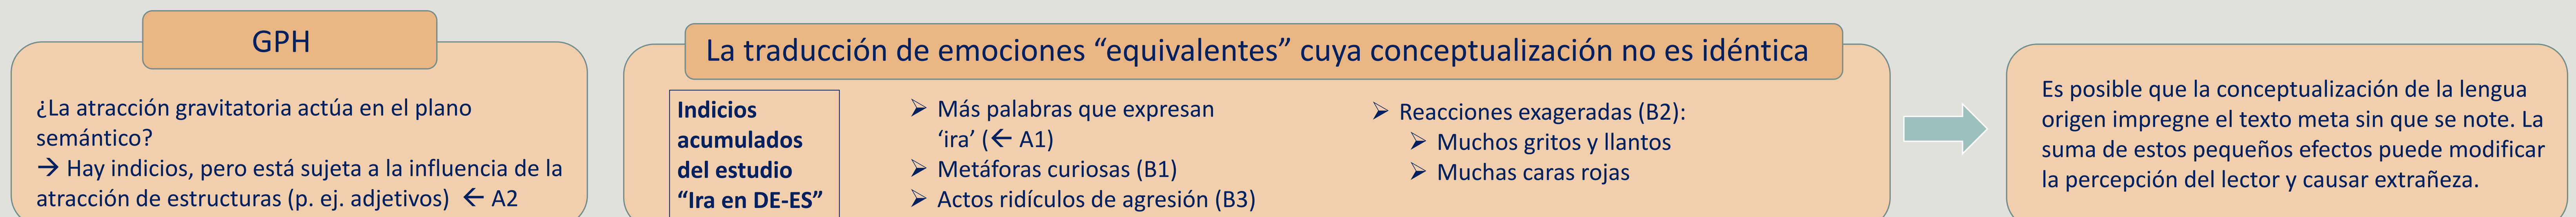 GPH
¿La atracción gravitatoria actúa en el plano
semántico?
→ Hay indicios, pero está sujeta a la influencia de la
atracción de estructuras (p. ej. adjetivos) ← A2
La traducción de emociones “equivalentes” cuya conceptualización no es idéntica
Indicios
acumulados
del estudio
“Ira en DE-ES”
➢ Más palabras que expresan
‘ira’ (← A1)
➢ Metáforas curiosas (B1)
➢ Actos ridículos de agresión (B3)
➢ Reacciones exageradas (B2):
➢ Muchos gritos y llantos
➢ Muchas caras rojas
Es posible que la conceptualización de la lengua
origen impregne el texto meta sin que se note. La
suma de estos pequeños efectos puede modificar
la percepción del lector y causar extrañeza.